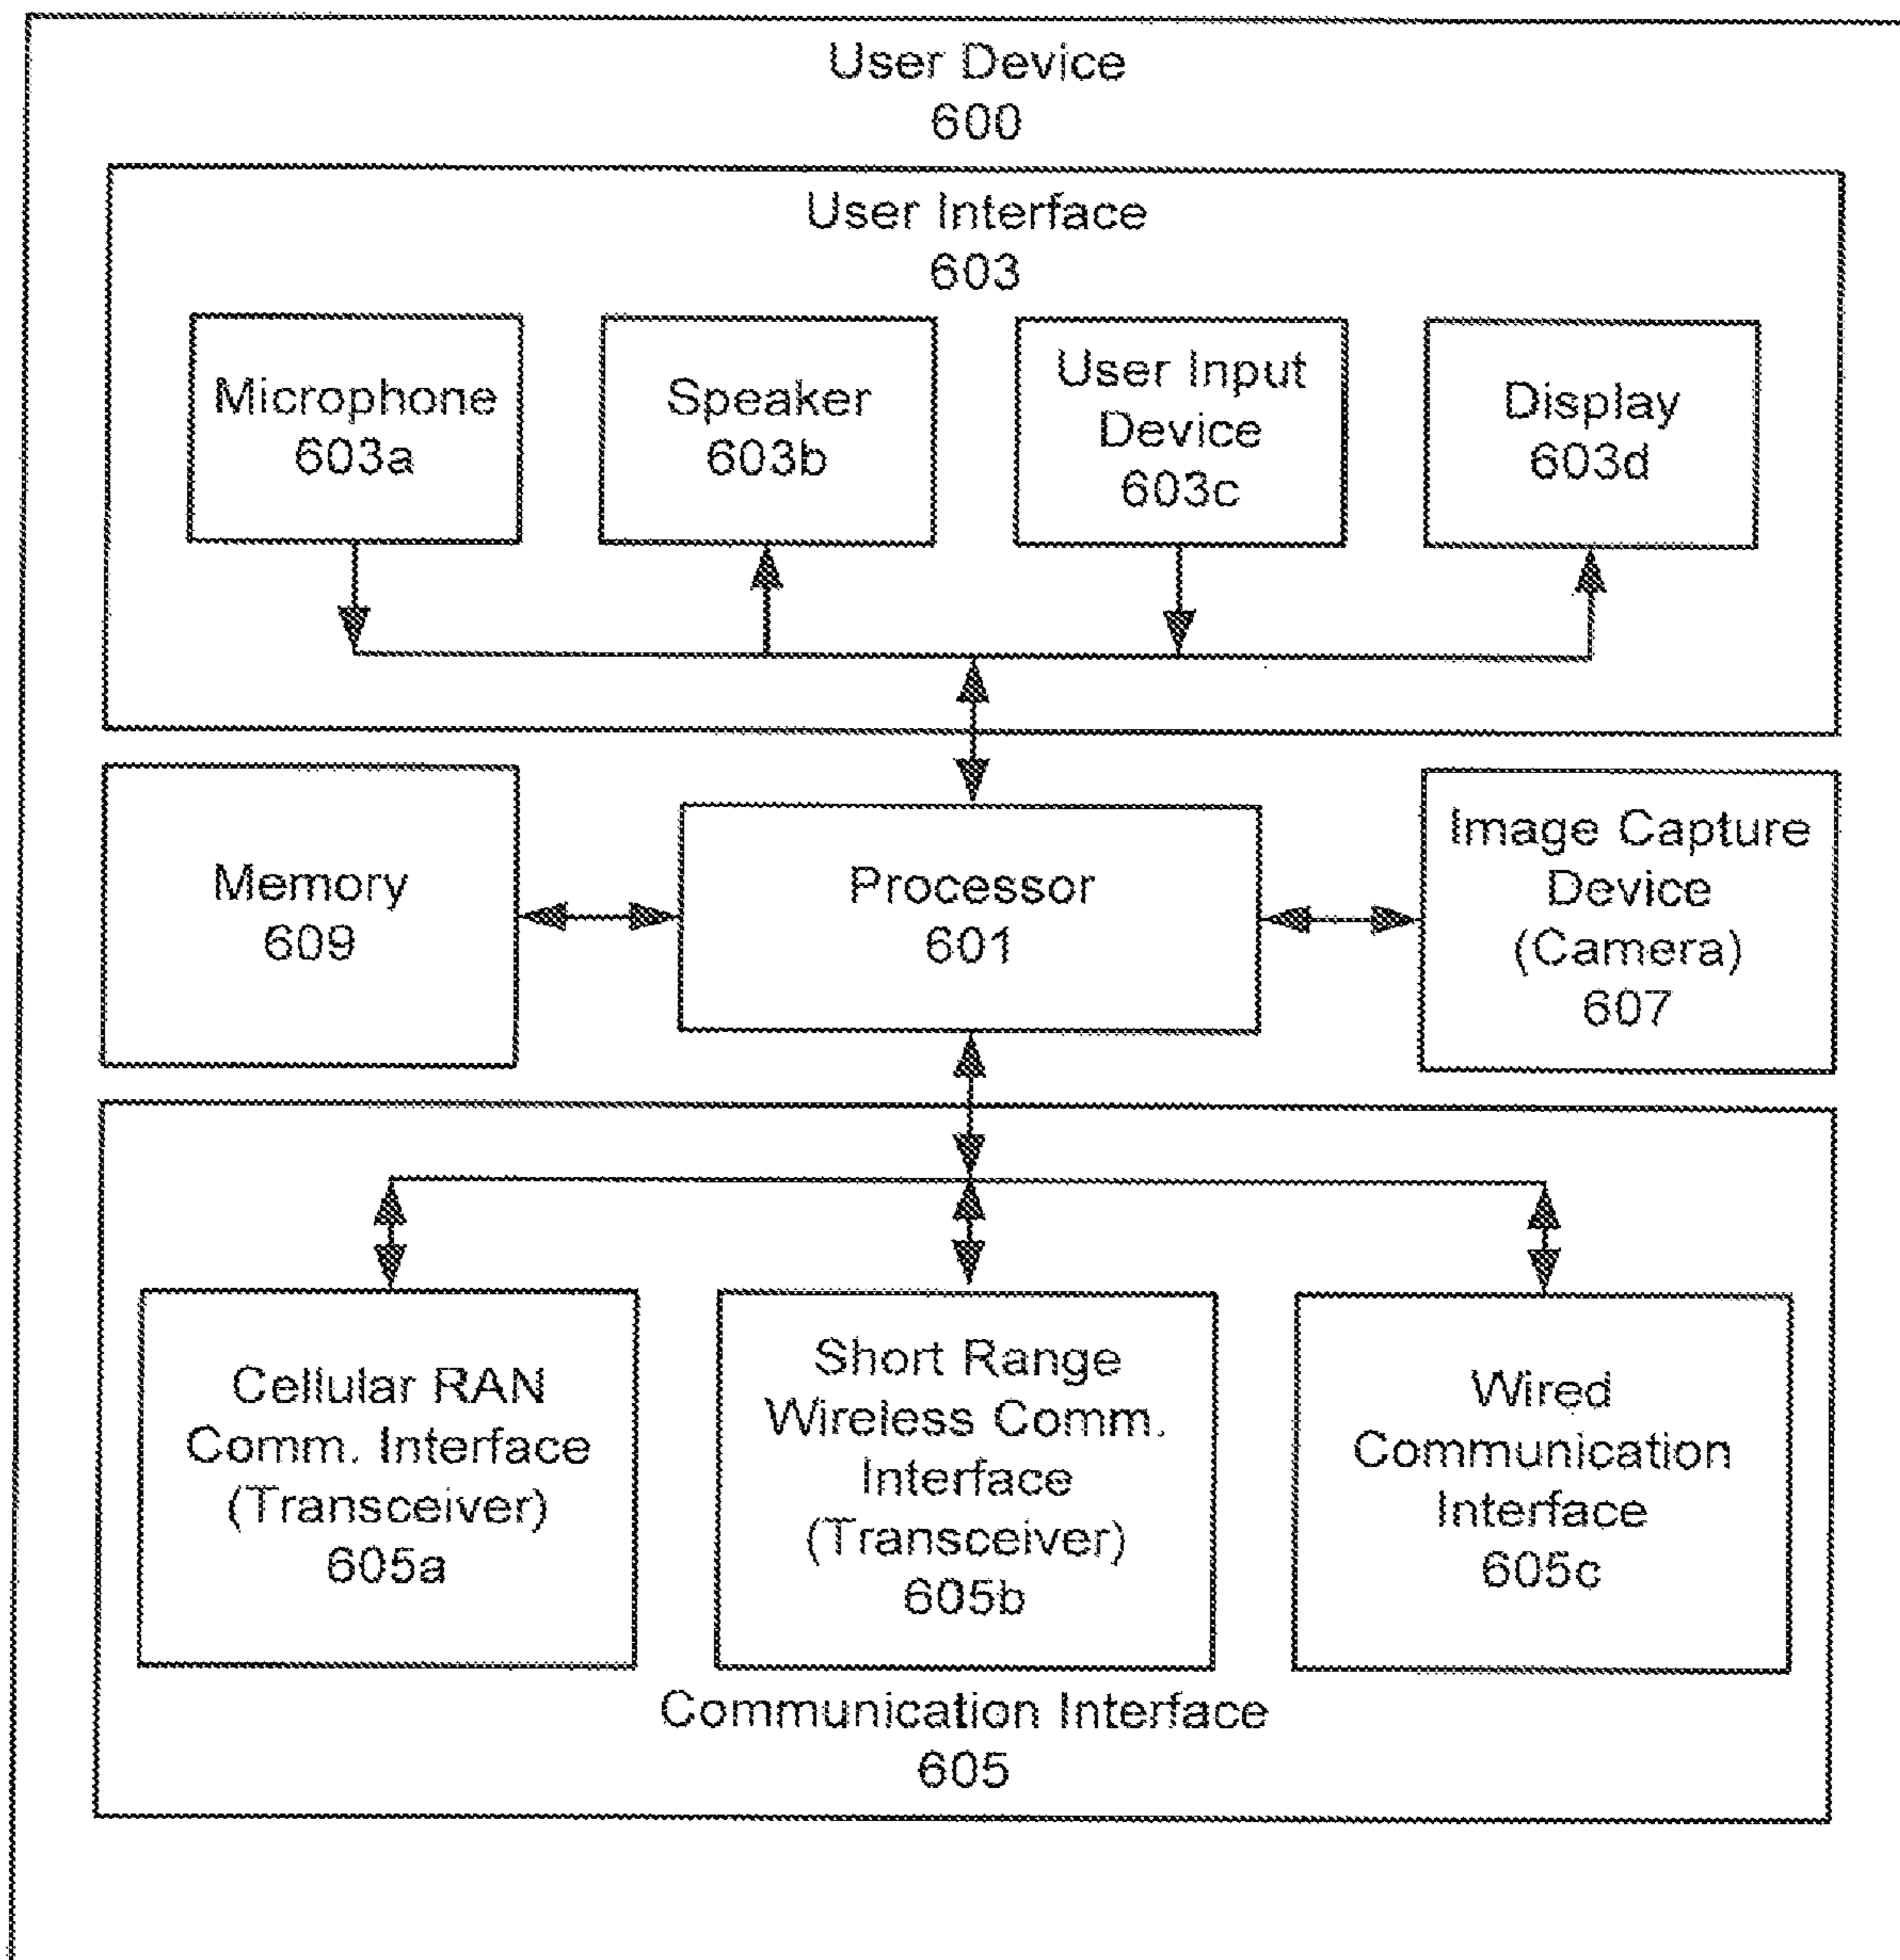 User Device
600
User Interface
603
Microphone
603a
Speaker
603b
User Input
Device
603c
Display
603d
Memory
609
Processor
601
Image Capture
Device
(Camera)
607
Cellular RAN
Comm. Interface
(Transceiver)
605a
Short Range
Wireless Comm.
Interface
(Transceiver)
605b
Wired
Communication
Interface
605c
Communication Interface
605